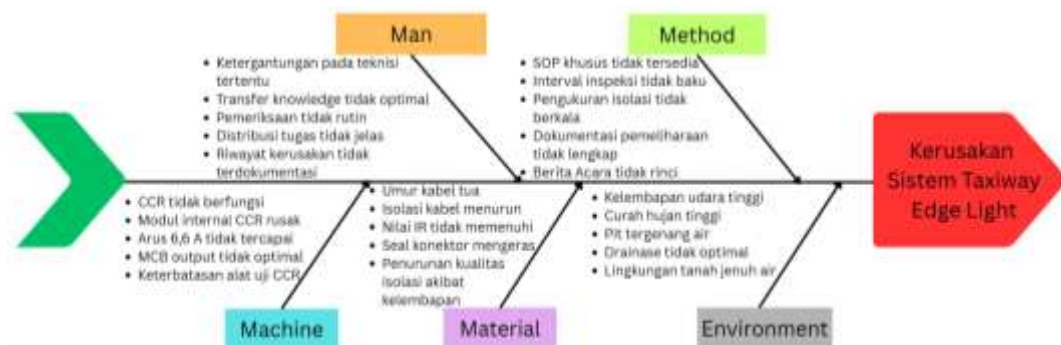 Man
Method
• Ketergantungan pada teknisi
tertentu
• Transfer knowledge tidak optimal
• Pemeriksaan tidak rutin
• Distribusi tugas tidak jelas
• Riwayat kerusakan tidak
terdokumentasi
• SOP khusus tidak tersedia
• Interval inspeksi tidak baku
• Pengukuran isolasi tidak
berkala
• Dokumentasi pemeliharaan
tidak lengkap
• Berita Acara tidak rinci
Kerusakan
Sistem Taxiway
Edge Light
• CCR tidak berfungsi
• Modul internal CCR rusak
• Arus 6,6 A tidak tercapai
• MCB output tidak optimal
• Keterbatasan alat uji CCR
• Umur kabel tua
• Isolasi kabel menurun
• Nilai IR tidak memenuhi
• Seal konektor mengeras
• Penurunan kualitas
isolasi akibat
kelembapan
• Kelembapan udara tinggi
• Curah hujan tinggi
• Pit tergenang air
• Drainase tidak optimal
• Lingkungan tanah jenuh air
Machine
Material
Environment